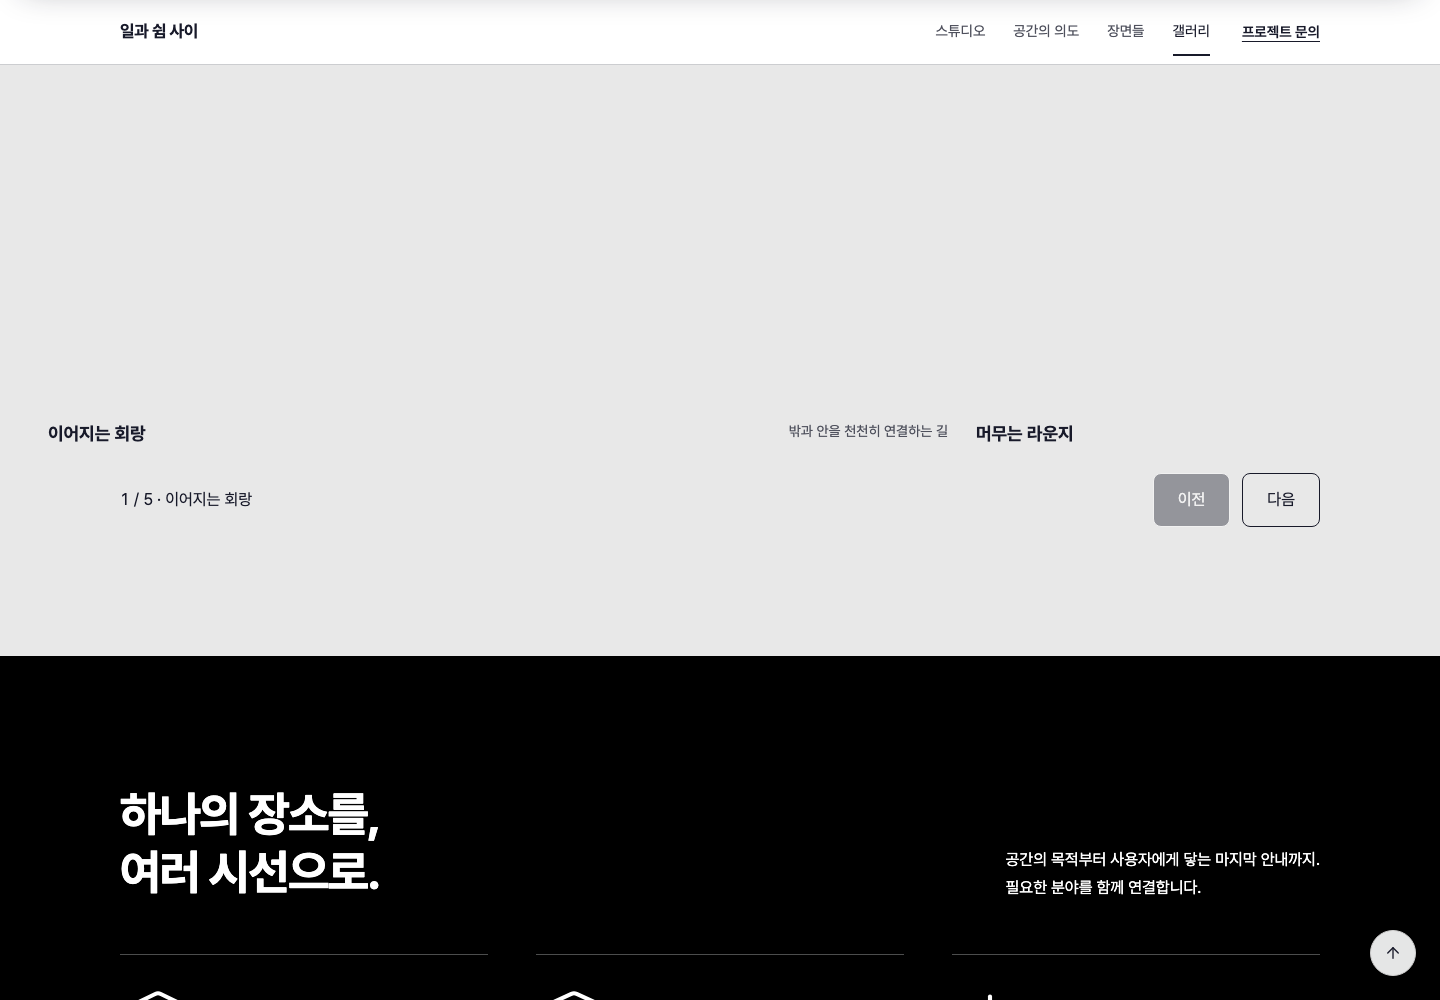 일과 쉼 사이
스튜디오
공간의 의도
장면들
갤러리
프로젝트 문의
이어지는 회랑
밖과 안을 천천히 연결하는 길
머무는 라운지
1 / 5 · 이어지는 회랑
이전
다음
하나의 장소를,
여러 시선으로.
공간의 목적부터 사용자에게 닿는 마지막 안내까지.
필요한 분야를 함께 연결합니다.